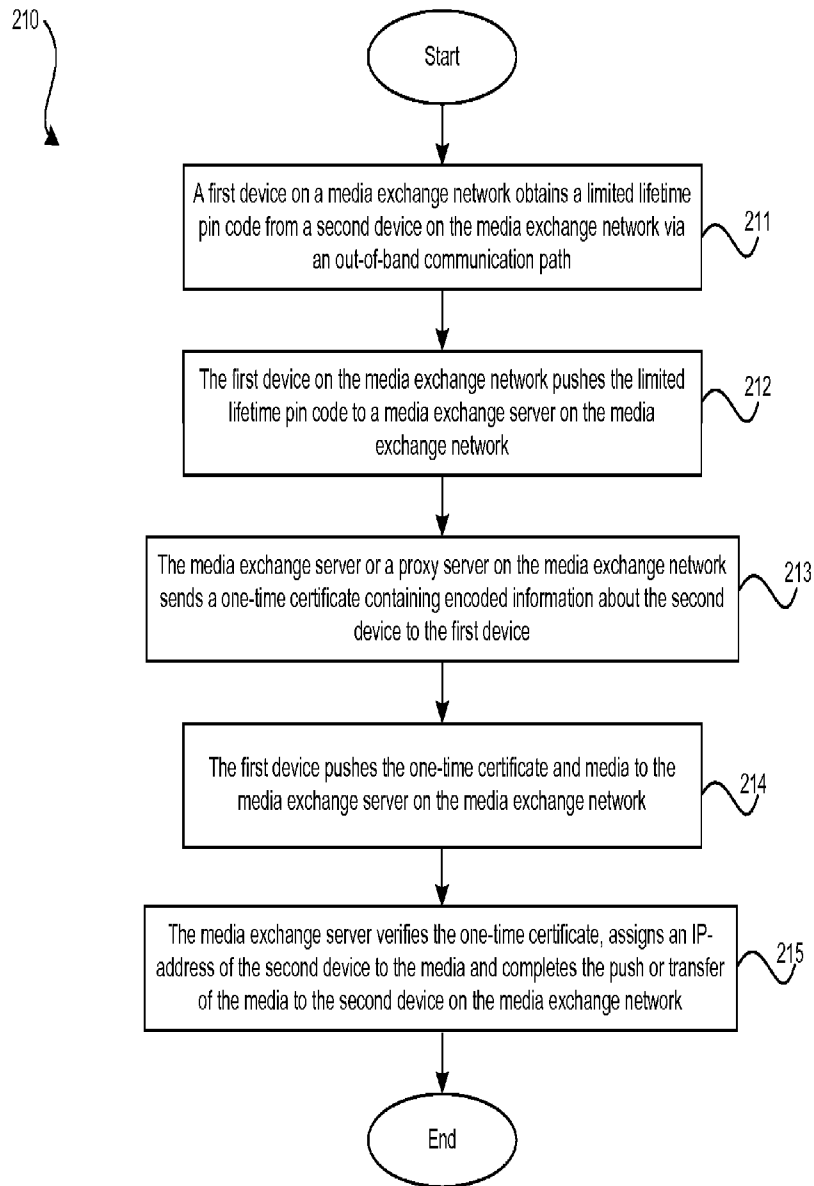 210
Start
A first device on a media exchange network obtains a limited lifetime
pin code from a second device on the media exchange network via
an out-of-band communication path
211
The first device on the media exchange network pushes the limited
lifetime pin code to a media exchange server on the media
exchange network
212
The media exchange server or a proxy server on the media exchange network
sends a one-time certificate containing encoded information about the second
device to the first device
213
The first device pushes the one-time certificate and media to the
media exchange server on the media exchange network
214
The media exchange server verifies the one-time certificate, assigns an IP-
address of the second device to the media and completes the push or transfer
of the media to the second device on the media exchange network
215
End